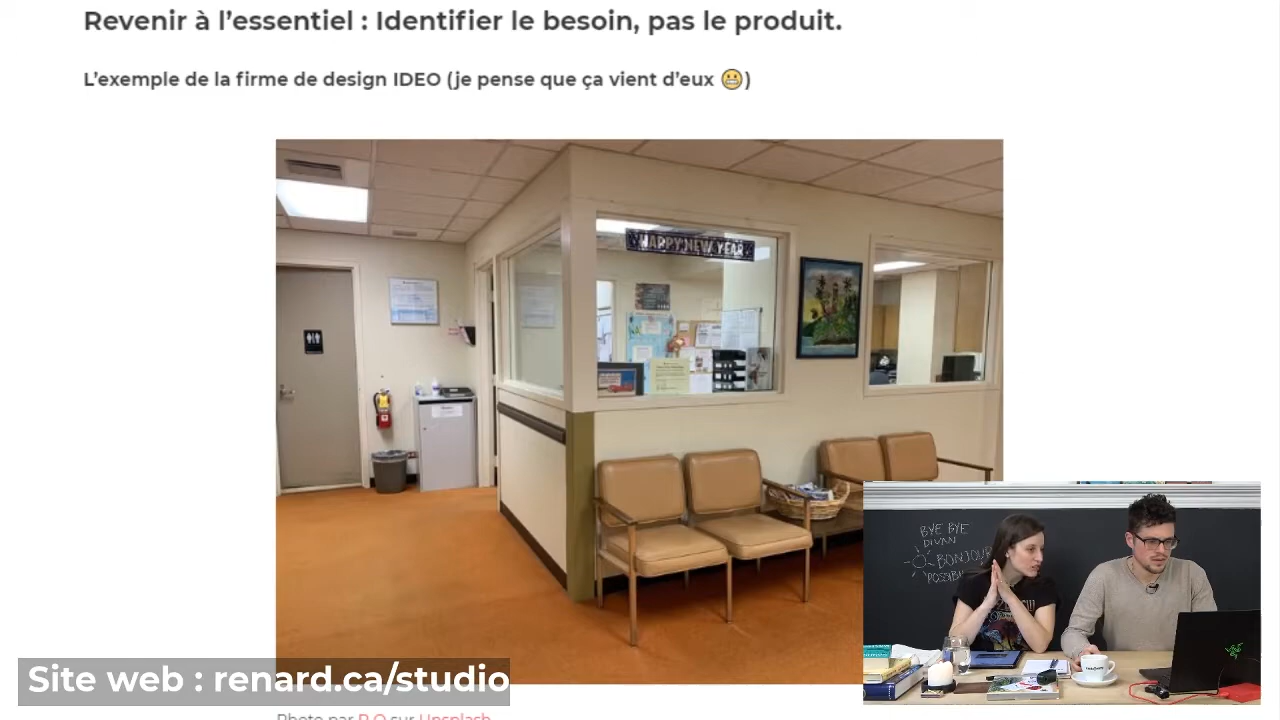 Revenir à l’essentiel : Identifier le besoin, pas le produit.
L’exemple de la firme de design IDEO (je pense que ça vient d’eux 😬)
HAPPY NEW YEAR
BYE BYE
DIVAN
BONJOUR
Site web : renard.ca/studio
Photo par P O sur Unsplash